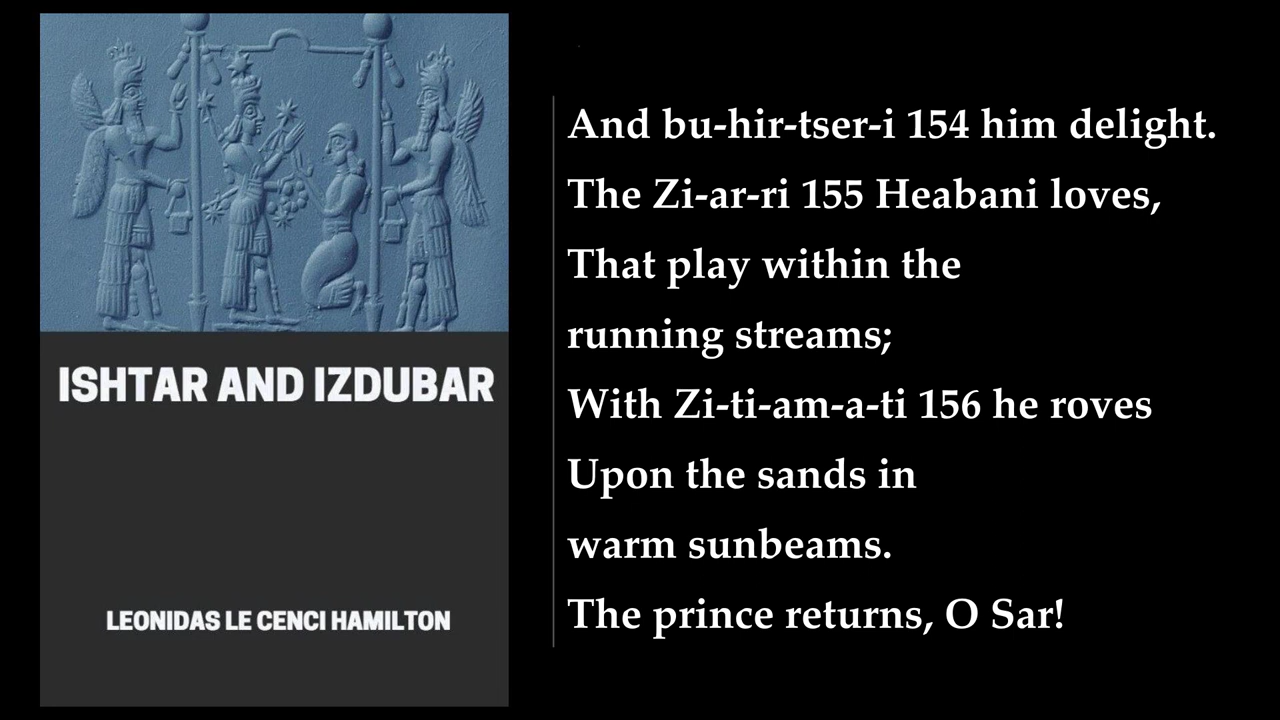 ISHTAR AND IZDUBAR
LEONIDAS LE CENCI HAMILTON
And bu-hir-tser-i 154 him delight.
The Zi-ar-ri 155 Heabani loves,
That play within the
running streams;
With Zi-ti-am-a-ti 156 he roves
Upon the sands in
warm sunbeams.
The prince returns, O Sar!